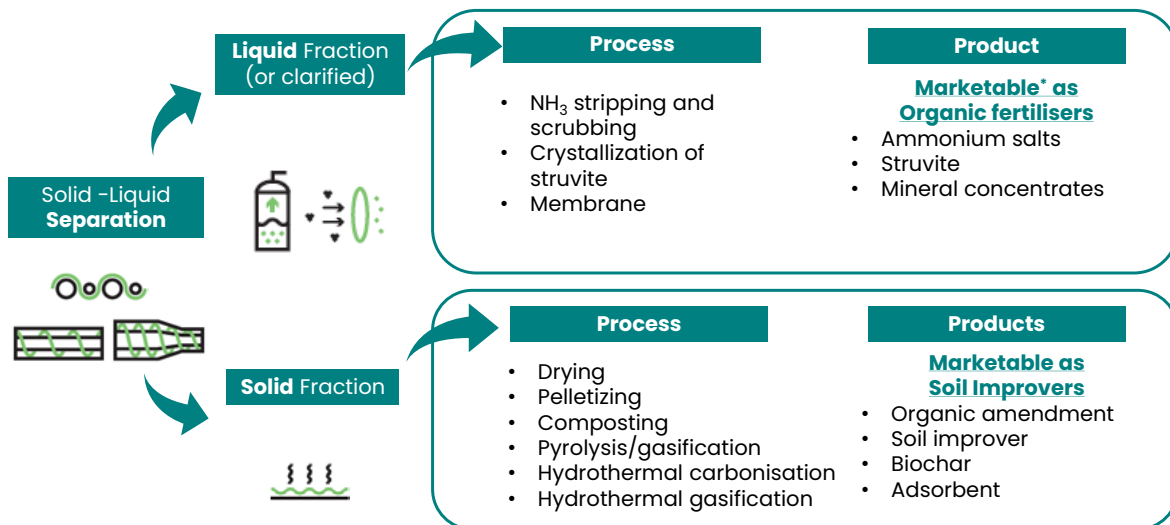 Solid -Liquid
Separation
Liquid Fraction
(or clarified)
Process
• NH₃ stripping and
scrubbing
• Crystallization of
struvite
• Membrane
Product
Marketable* as
Organic fertilisers
• Ammonium salts
• Struvite
• Mineral concentrates
Solid Fraction
Process
• Drying
• Pelletizing
• Composting
• Pyrolysis/gasification
• Hydrothermal carbonisation
• Hydrothermal gasification
Products
Marketable as
Soil Improvers
• Organic amendment
• Soil improver
• Biochar
• Adsorbent